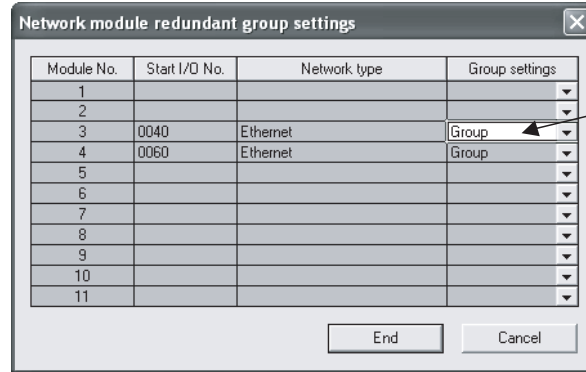 Network module redundant group settings
Module No. Start I/O No. Network type Group settings
1
2
3 0040 Ethernet Group
4 0060 Ethernet Group
5
6
7
8
9
10
11
End Cancel